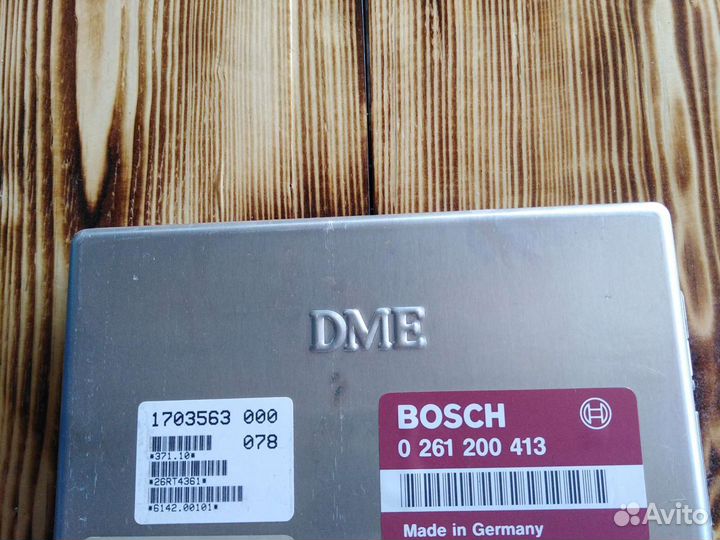 DME
1703563 000
078
*371.10*
*26RT4361*
*6142.00101*
BOSCH
0 261 200 413
Made in Germany
Avito